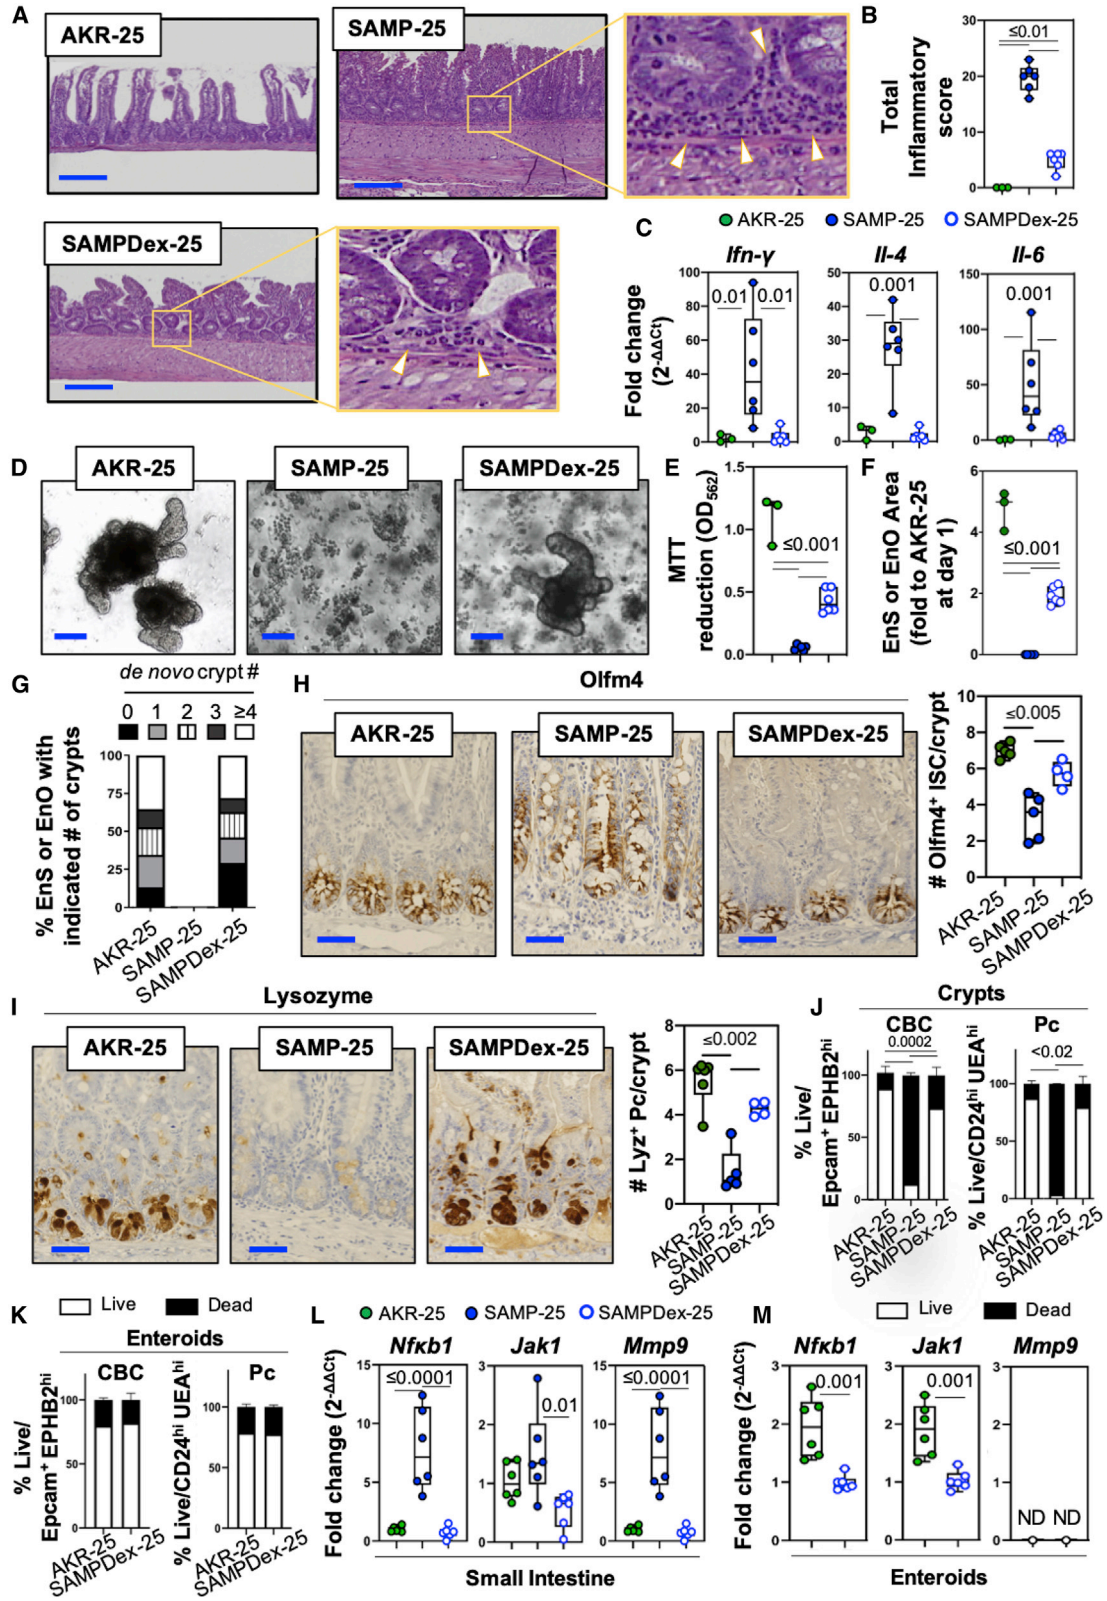 A
AKR-25
SAMP-25
SAMPDex-25
B
Total
Inflammatory
score
30
20
10
0
≤0.01
AKR-25 SAMP-25 SAMPDex-25
C
Ifn-γ Il-4 Il-6
Fold change
(2-ΔΔCt)
100
80
60
40
20
0
0.01 0.01
50
40
30
20
10
0
0.001
150
100
50
0
0.001
D
AKR-25 SAMP-25 SAMPDex-25
E
MTT
reduction (OD562)
1.5
1.0
0.5
0.0
≤0.001
F
EnS or EnO Area
(fold to AKR-25
at day 1)
6
4
2
0
≤0.001
G
de novo crypt #
0 1 2 3 ≥4
% EnS or EnO with
indicated # of crypts
100
75
50
25
0
AKR-25
SAMP-25
SAMPDex-25
H
Olfm4
AKR-25 SAMP-25 SAMPDex-25
# Olfm4+ ISC/crypt
10
8
6
4
2
0
≤0.005
AKR-25
SAMP-25
SAMPDex-25
I
Lysozyme
AKR-25 SAMP-25 SAMPDex-25
# Lyz+ Pc/crypt
8
6
4
2
0
≤0.002
AKR-25
SAMP-25
SAMPDex-25
J
Crypts
CBC
0.0002
% Live/
Epcam+ EPHB2hi
100
50
0
AKR-25
SAMP-25
SAMPDex-25
Pc
<0.02
% Live/CD24hi UEAhi
100
50
0
AKR-25
SAMP-25
SAMPDex-25
Live Dead
K
Live Dead
Enteroids
CBC
% Live/
Epcam+ EPHB2hi
100
50
0
AKR-25
SAMPDex-25
Pc
% Live/CD24hi UEAhi
100
50
0
AKR-25
SAMPDex-25
L
AKR-25 SAMP-25 SAMPDex-25
Nfκb1 Jak1 Mmp9
Fold change (2-ΔΔCt)
15
10
5
0
≤0.0001
3
2
1
0
0.01
15
10
5
0
≤0.0001
Small Intestine
M
Nfκb1 Jak1 Mmp9
Fold change (2-ΔΔCt)
3
2
1
0
0.001
3
2
1
0
0.001
3
2
1
0
ND ND
Enteroids